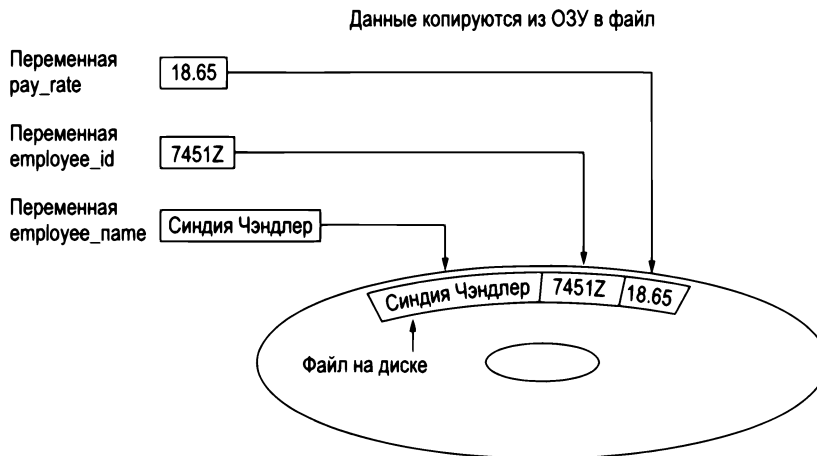 Данные копируются из ОЗУ в файл
Переменная
pay_rate
18.65
Переменная
employee_id
7451Z
Переменная
employee_name
Синдия Чэндлер
Синдия Чэндлер 7451Z 18.65
Файл на диске